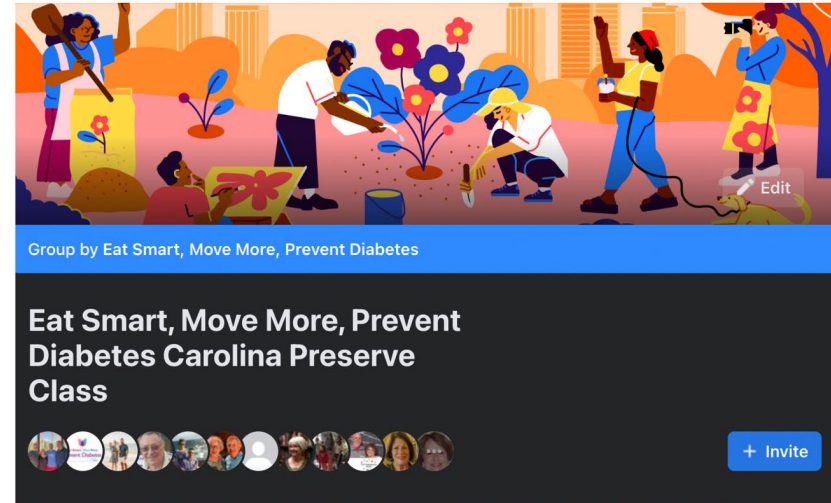 Edit
Group by Eat Smart, Move More, Prevent Diabetes
Eat Smart, Move More, Prevent
Diabetes Carolina Preserve
Class
+ Invite